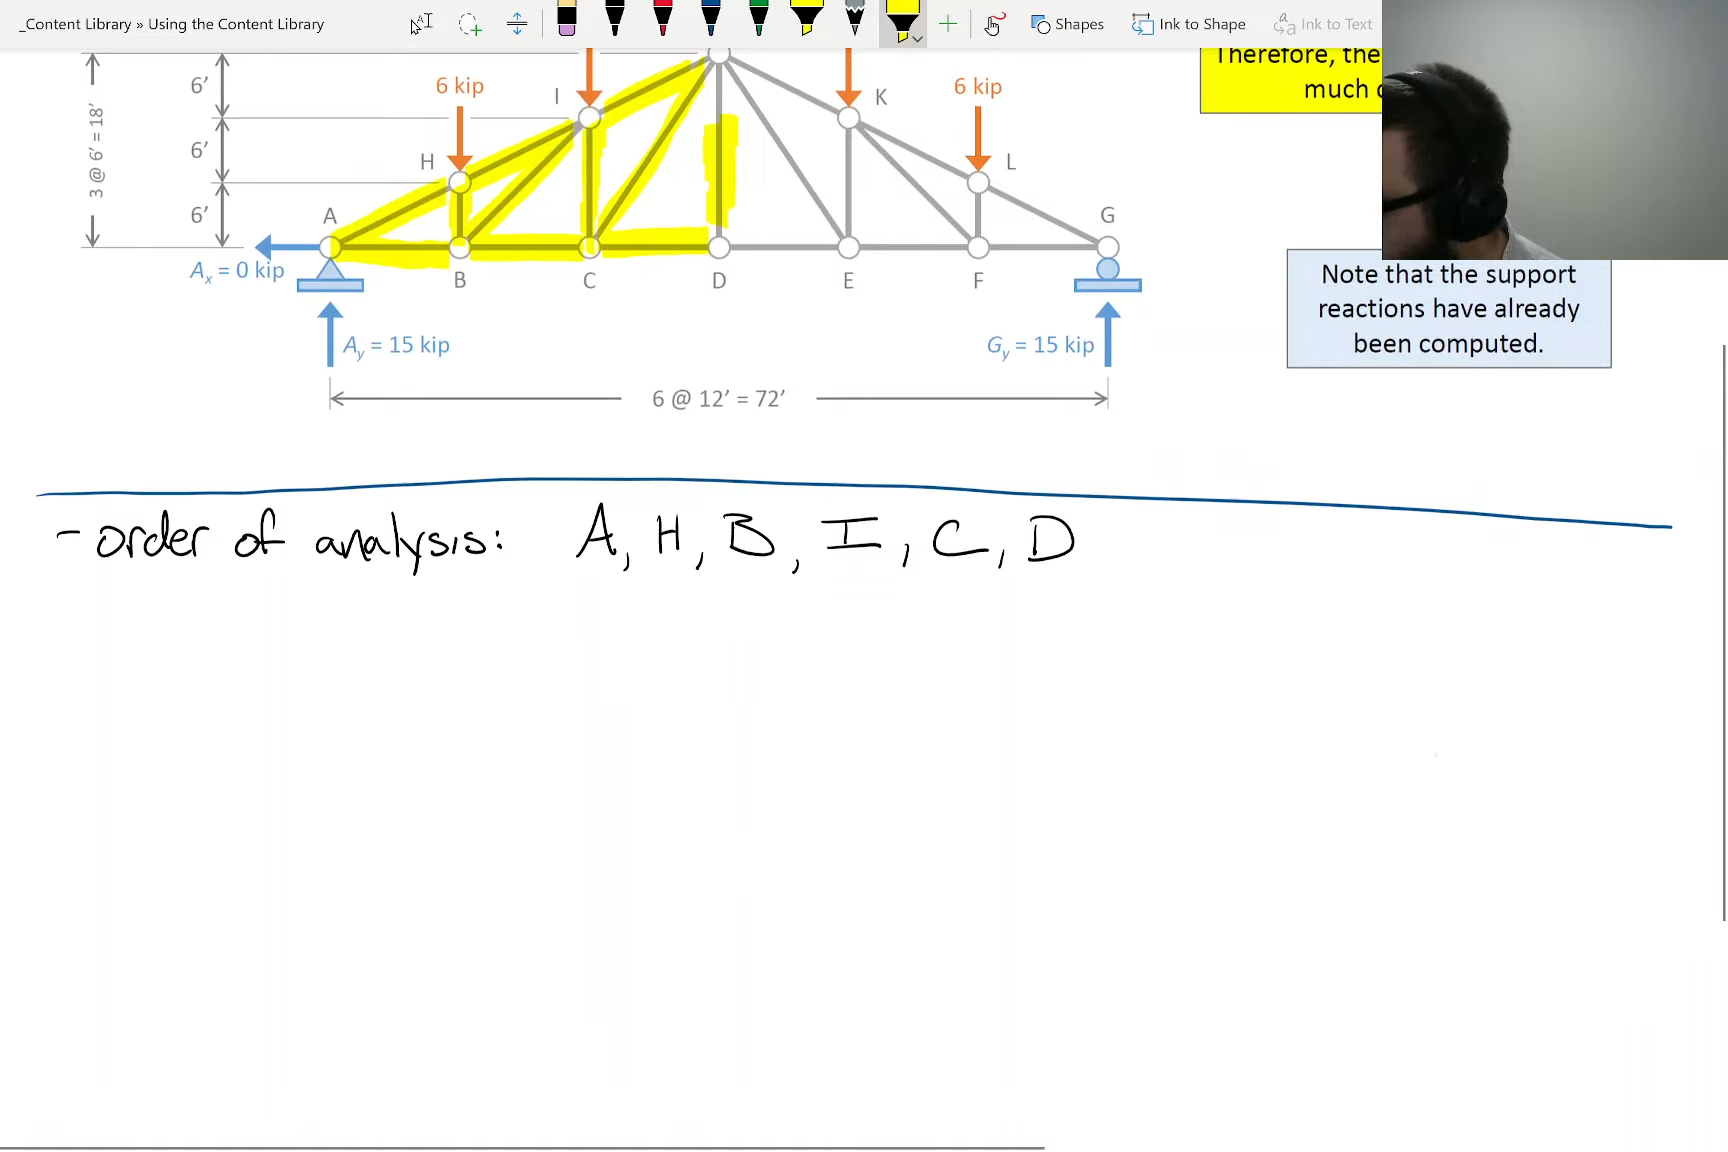 _Content Library » Using the Content Library
Shapes
Ink to Shape
Ink to Text
Therefore, the
much
3 @ 6' = 18'
6'
6'
6'
6 kip
6 kip
I
K
H
L
A
G
Ax = 0 kip
B
C
D
E
F
Ay = 15 kip
Gy = 15 kip
6 @ 12' = 72'
Note that the support
reactions have already
been computed.
- order of analysis: A, H, B, I, C, D